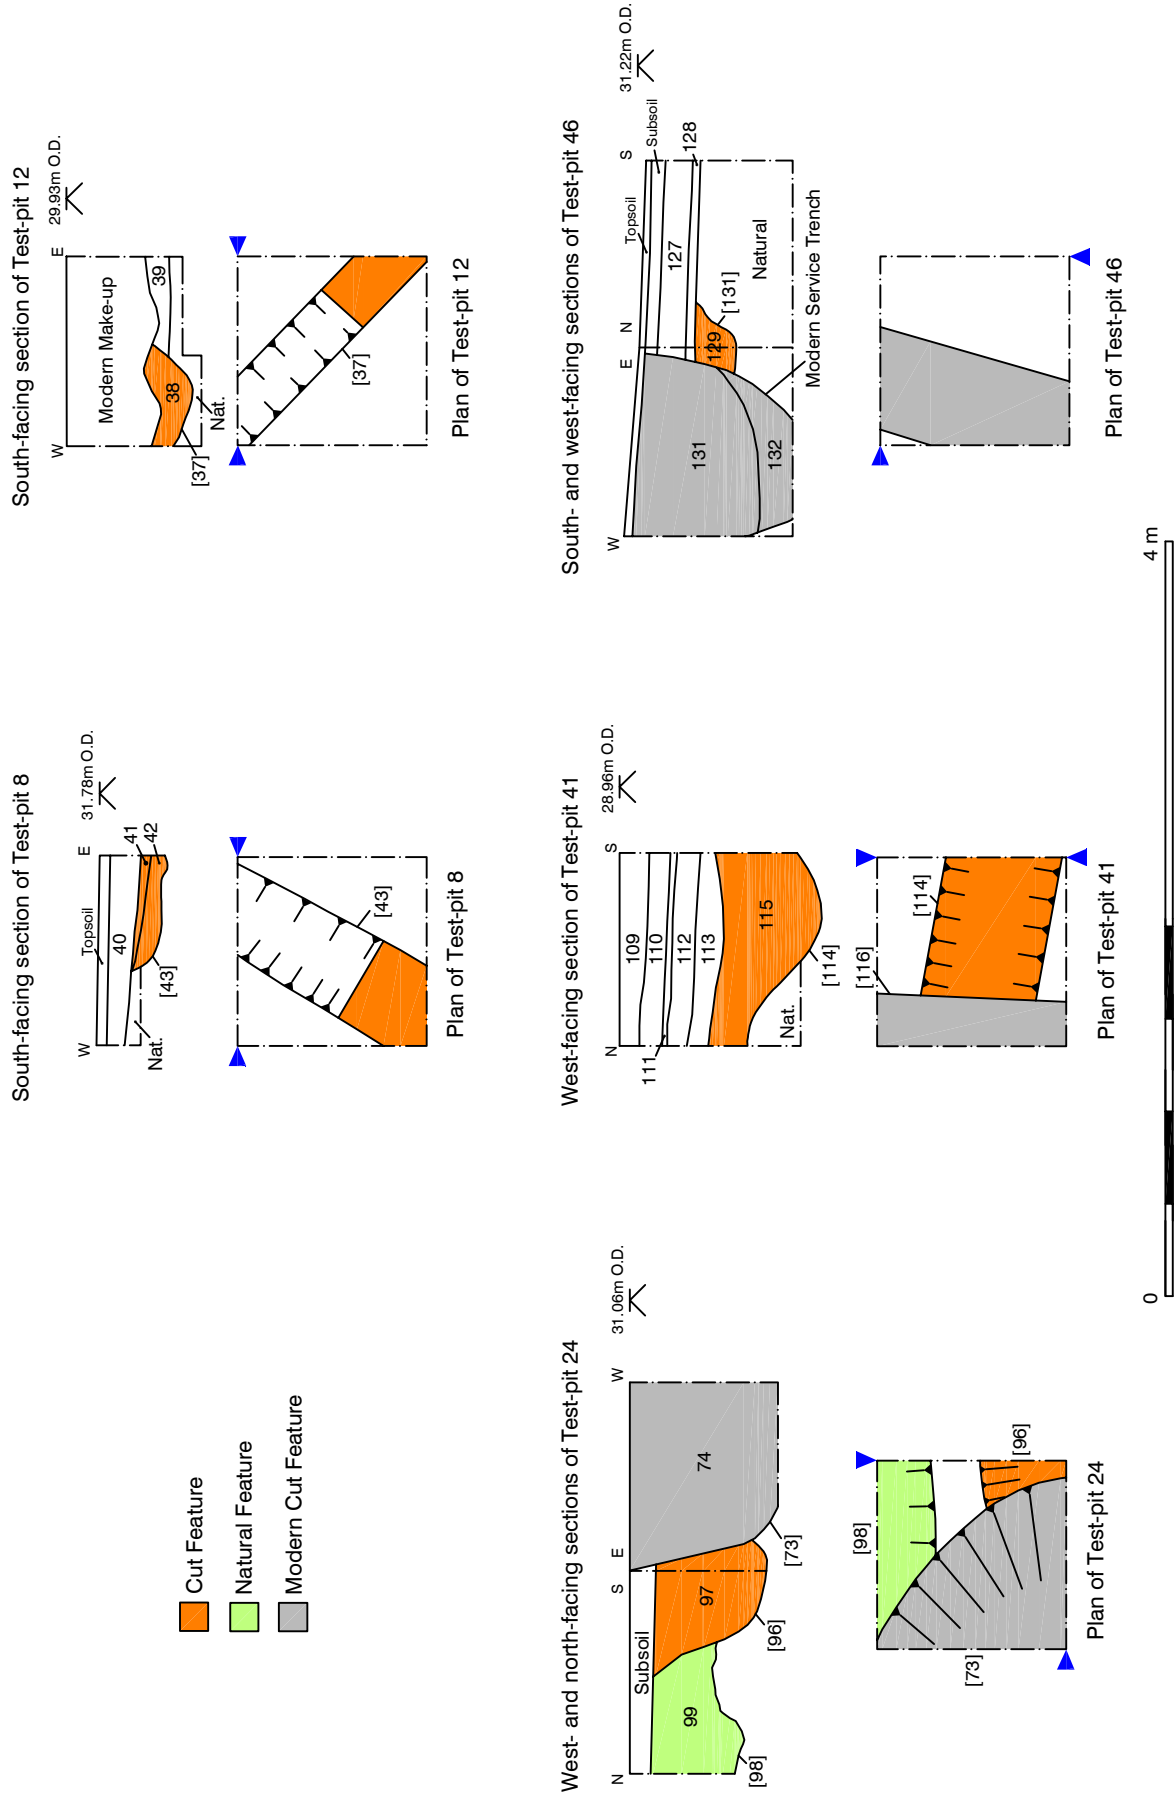 Cut Feature
Natural Feature
Modern Cut Feature
South-facing section of Test-pit 8
31.78m O.D.
W
E
Topsoil
40
41
42
[43]
Nat.
[43]
Plan of Test-pit 8
South-facing section of Test-pit 12
29.93m O.D.
W
E
Modern Make-up
39
38
[37]
Nat.
[37]
Plan of Test-pit 12
West- and north-facing sections of Test-pit 24
31.06m O.D.
N
S
E
W
Subsoil
74
97
99
[73]
[96]
[98]
[98]
[96]
[73]
Plan of Test-pit 24
West-facing section of Test-pit 41
28.96m O.D.
N
S
109
110
111
112
113
115
Nat.
[114]
[116]
[114]
Plan of Test-pit 41
South- and west-facing sections of Test-pit 46
31.22m O.D.
W
E
N
S
Topsoil
Subsoil
127
128
129
[131]
131
132
Natural
Modern Service Trench
Plan of Test-pit 46
0
4 m